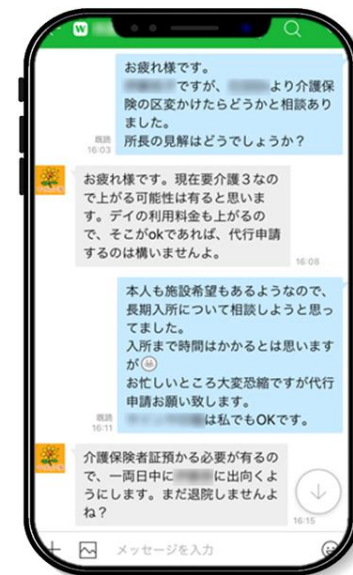 W
お疲れ様です。
ですが、
より介護保
険の区変かけたらどうかと相談あり
ました。
所長の見解はどうでしょうか？
既読
16:03
お疲れ様です。現在要介護３なの
で上がる可能性は有ると思いま
す。デイの利用料金も上がるの
で、そこがokであれば、代行申請
するのは構いませんよ。
16:08
本人も施設希望もあるようなので、
長期入所について相談しようと思っ
てました。
入所まで時間はかかるとは思います
が
お忙しいところ大変恐縮ですが代行
申請お願い致します。
は私でもOKです。
既読
16:11
介護保険者証預かる必要が有るの
で、一両日中に
に出向くよ
うにします。まだ退院しませんよ
ね？
16:15
メッセージを入力